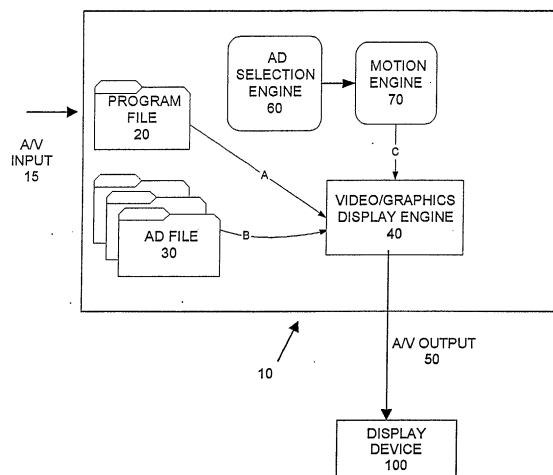 AD
SELECTION
ENGINE
60
MOTION
ENGINE
70
PROGRAM
FILE
20
A/V
INPUT
15
C
A
VIDEO/GRAPHICS
DISPLAY ENGINE
40
AD FILE
30
B
A/V OUTPUT
50
10
DISPLAY
DEVICE
100